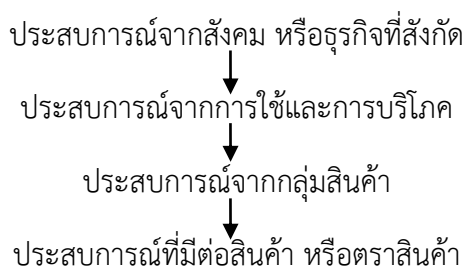 ประสบการณ์จากสังคม หรือธุรกิจที่สังกัด
ประสบการณ์จากการใช้และการบริโภค
ประสบการณ์จากกลุ่มสินค้า
ประสบการณ์ที่มีต่อสินค้า หรือตราสินค้า